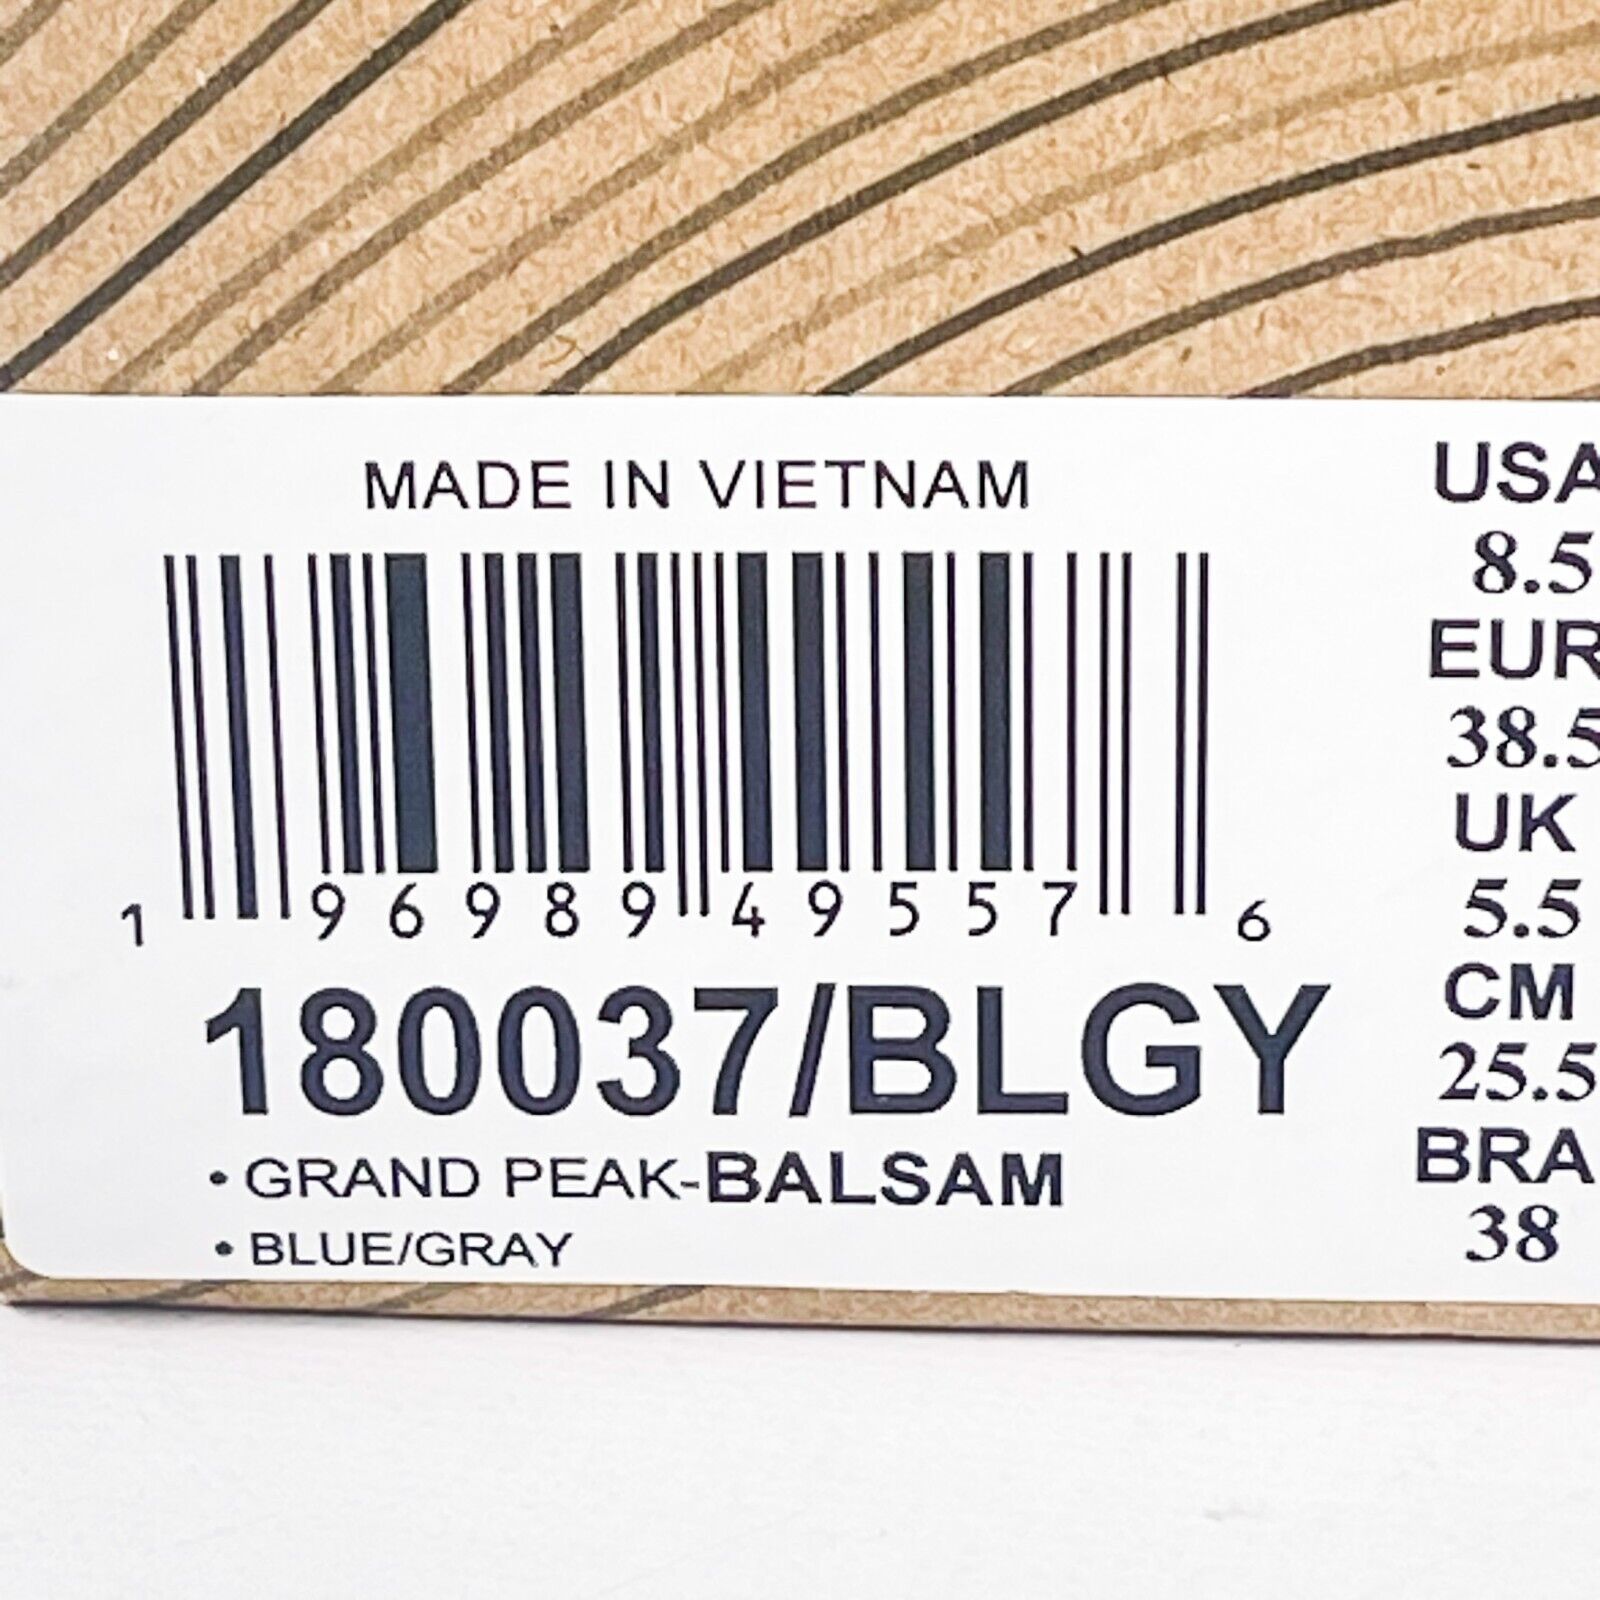 MADE IN VIETNAM
1 96989 49557 6
180037/BLGY
• GRAND PEAK-BALSAM
• BLUE/GRAY
USA
8.5
EUR
38.5
UK
5.5
CM
25.5
BRA
38